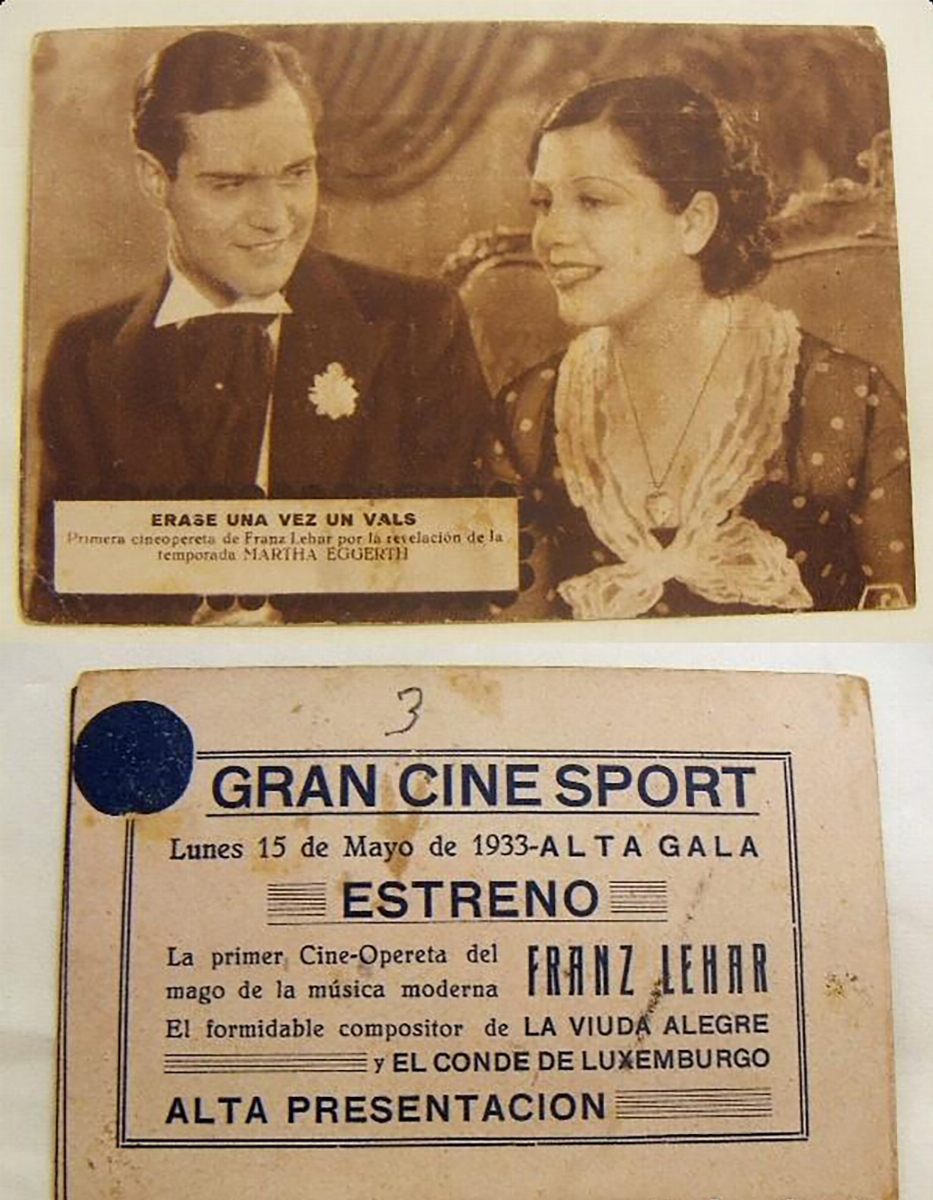 ERASE UNA VEZ UN VALS
Primera cineopereta de Franz Lehar por la revelación de la
temporada MARTHA EGGERTH
3
GRAN CINE SPORT
Lunes 15 de Mayo de 1933-ALTA GALA
ESTRENO
La primer Cine-Opereta del
mago de la música moderna FRANZ LEHAR
El formidable compositor de LA VIUDA ALEGRE
y EL CONDE DE LUXEMBURGO
ALTA PRESENTACION